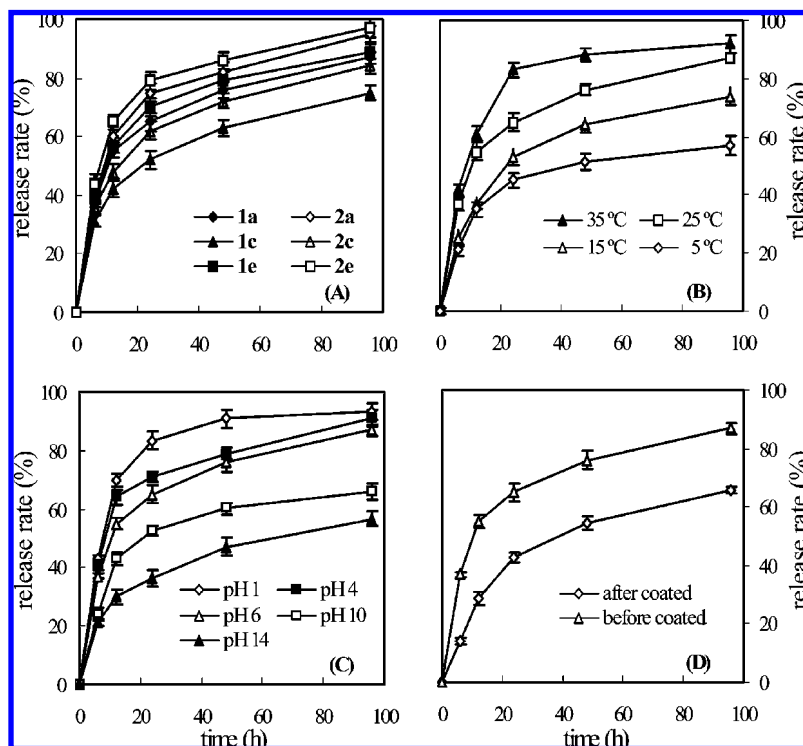 100
80
60
40
20
0
release rate (%)
1a 2a
1c 2c
1e 2e
(A)
0 20 40 60 80 100
100
80
60
40
20
0
release rate (%)
35 ºC 25 ºC
15 ºC 5 ºC
(B)
0 20 40 60 80 100
100
80
60
40
20
0
release rate (%)
pH 1 pH 4
pH 6 pH 10
pH 14
(C)
0 20 40 60 80 100
time (h)
100
80
60
40
20
0
release rate (%)
after coated
before coated
(D)
0 20 40 60 80 100
time (h)